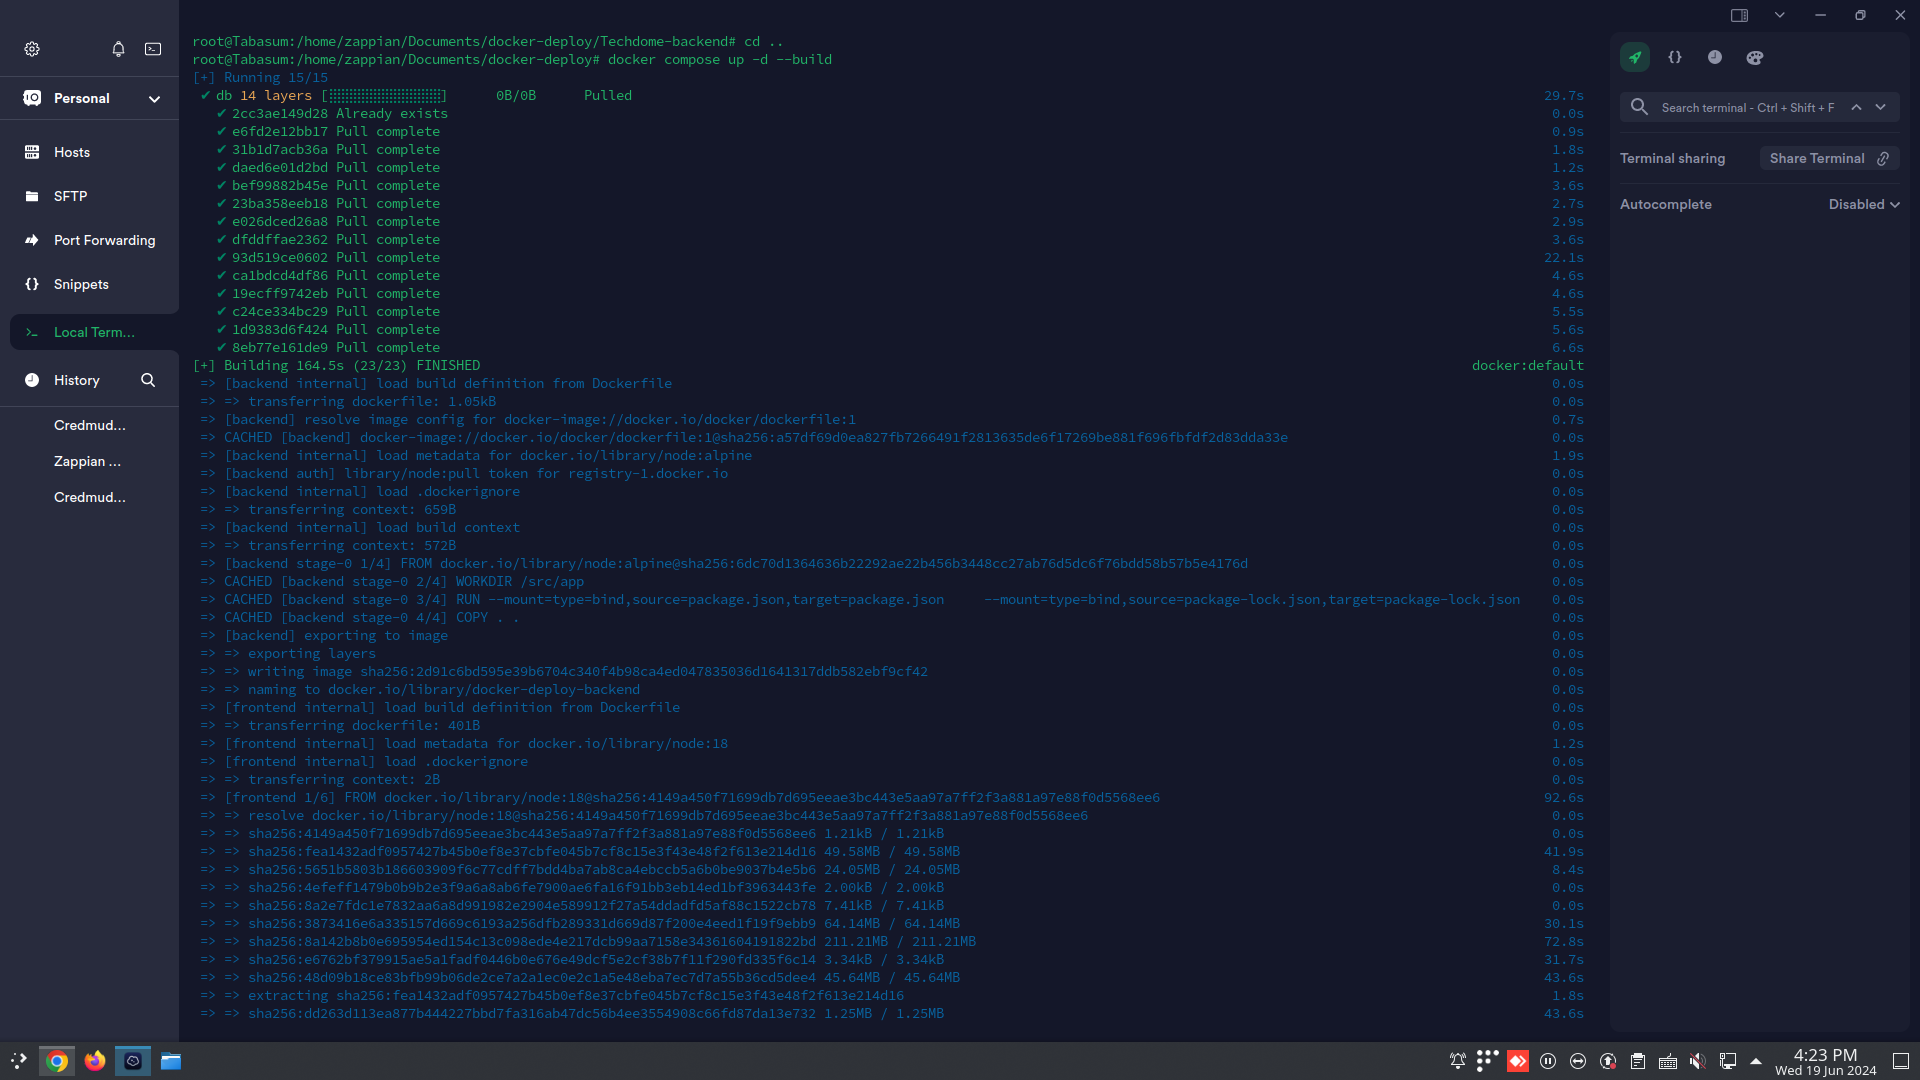 Personal
Hosts
SFTP
Port Forwarding
Snippets
Local Term...
History
Credmud...
Zappian ...
Credmud...
root@Tabasum:/home/zappian/Documents/docker-deploy/Techdome-backend# cd ..
root@Tabasum:/home/zappian/Documents/docker-deploy# docker compose up -d --build
[+] Running 15/15
✔ db 14 layers [⣿⣿⣿⣿⣿⣿⣿⣿⣿⣿⣿⣿⣿⣿] 0B/0B Pulled 29.7s
✔ 2cc3ae149d28 Already exists 0.0s
✔ e6fd2e12bb17 Pull complete 0.9s
✔ 31b1d7acb36a Pull complete 1.8s
✔ daed6e01d2bd Pull complete 1.2s
✔ bef99882b45e Pull complete 3.6s
✔ 23ba358eeb18 Pull complete 2.7s
✔ e026dced26a8 Pull complete 2.9s
✔ dfddffae2362 Pull complete 3.6s
✔ 93d519ce0602 Pull complete 22.1s
✔ ca1bdcd4df86 Pull complete 4.6s
✔ 19ecff9742eb Pull complete 4.6s
✔ c24ce334bc29 Pull complete 5.5s
✔ 1d9383d6f424 Pull complete 5.6s
✔ 8eb77e161de9 Pull complete 6.6s
[+] Building 164.5s (23/23) FINISHED docker:default
=> [backend internal] load build definition from Dockerfile 0.0s
=> => transferring dockerfile: 1.05kB 0.0s
=> [backend] resolve image config for docker-image://docker.io/docker/dockerfile:1 0.7s
=> CACHED [backend] docker-image://docker.io/docker/dockerfile:1@sha256:a57df69d0ea827fb7266491f2813635de6f17269be881f696fbfdf2d83dda33e 0.0s
=> [backend internal] load metadata for docker.io/library/node:alpine 1.9s
=> [backend auth] library/node:pull token for registry-1.docker.io 0.0s
=> [backend internal] load .dockerignore 0.0s
=> => transferring context: 659B 0.0s
=> [backend internal] load build context 0.0s
=> => transferring context: 572B 0.0s
=> [backend stage-0 1/4] FROM docker.io/library/node:alpine@sha256:6dc70d1364636b22292ae22b456b3448cc27ab76d5dc6f76bdd58b57b5e4176d 0.0s
=> CACHED [backend stage-0 2/4] WORKDIR /src/app 0.0s
=> CACHED [backend stage-0 3/4] RUN --mount=type=bind,source=package.json,target=package.json --mount=type=bind,source=package-lock.json,target=package-lock.json 0.0s
=> CACHED [backend stage-0 4/4] COPY . . 0.0s
=> [backend] exporting to image 0.0s
=> => exporting layers 0.0s
=> => writing image sha256:2d91c6bd595e39b6704c340f4b98ca4ed047835036d1641317ddb582ebf9cf42 0.0s
=> => naming to docker.io/library/docker-deploy-backend 0.0s
=> [frontend internal] load build definition from Dockerfile 0.0s
=> => transferring dockerfile: 401B 0.0s
=> [frontend internal] load metadata for docker.io/library/node:18 1.2s
=> [frontend internal] load .dockerignore 0.0s
=> => transferring context: 2B 0.0s
=> [frontend 1/6] FROM docker.io/library/node:18@sha256:4149a450f71699db7d695eeae3bc443e5aa97a7ff2f3a881a97e88f0d5568ee6 92.6s
=> => resolve docker.io/library/node:18@sha256:4149a450f71699db7d695eeae3bc443e5aa97a7ff2f3a881a97e88f0d5568ee6 0.0s
=> => sha256:4149a450f71699db7d695eeae3bc443e5aa97a7ff2f3a881a97e88f0d5568ee6 1.21kB / 1.21kB 0.0s
=> => sha256:fea1432adf0957427b45b0ef8e37cbfe045b7cf8c15e3f43e48f2f613e214d16 49.58MB / 49.58MB 41.9s
=> => sha256:5651b5803b186603909f6c77cdff7bdd4ba7ab8ca4ebccb5a6b0be9037b4e5b6 24.05MB / 24.05MB 8.4s
=> => sha256:4efeff1479b0b9b2e3f9a6a8ab6fe7900ae6fa16f91bb3eb14ed1bf3963443fe 2.00kB / 2.00kB 0.0s
=> => sha256:8a2e7fdc1e7832aa6a8d991982e2904e589912f27a54ddadfd5af88c1522cb78 7.41kB / 7.41kB 0.0s
=> => sha256:3873416e6a335157d669c6193a256dfb289331d669d87f200e4eed1f19f9ebb9 64.14MB / 64.14MB 30.1s
=> => sha256:8a142b8b0e695954ed154c13c098ede4e217dcb99aa7158e34361604191822bd 211.21MB / 211.21MB 72.8s
=> => sha256:e6762bf379915ae5a1fadf0446b0e676e49dcf5e2cf38b7f11f290fd335f6c14 3.34kB / 3.34kB 31.7s
=> => sha256:48d09b18ce83bfb99b06de2ce7a2a1ec0e2c1a5e48eba7ec7d7a55b36cd5dee4 45.64MB / 45.64MB 43.6s
=> => extracting sha256:fea1432adf0957427b45b0ef8e37cbfe045b7cf8c15e3f43e48f2f613e214d16 1.8s
=> => sha256:dd263d113ea877b444227bbd7fa316ab47dc56b4ee3554908c66fd87da13e732 1.25MB / 1.25MB 43.6s
Search terminal - Ctrl + Shift + F
Terminal sharing Share Terminal
Autocomplete Disabled
4:23 PM
Wed 19 Jun 2024